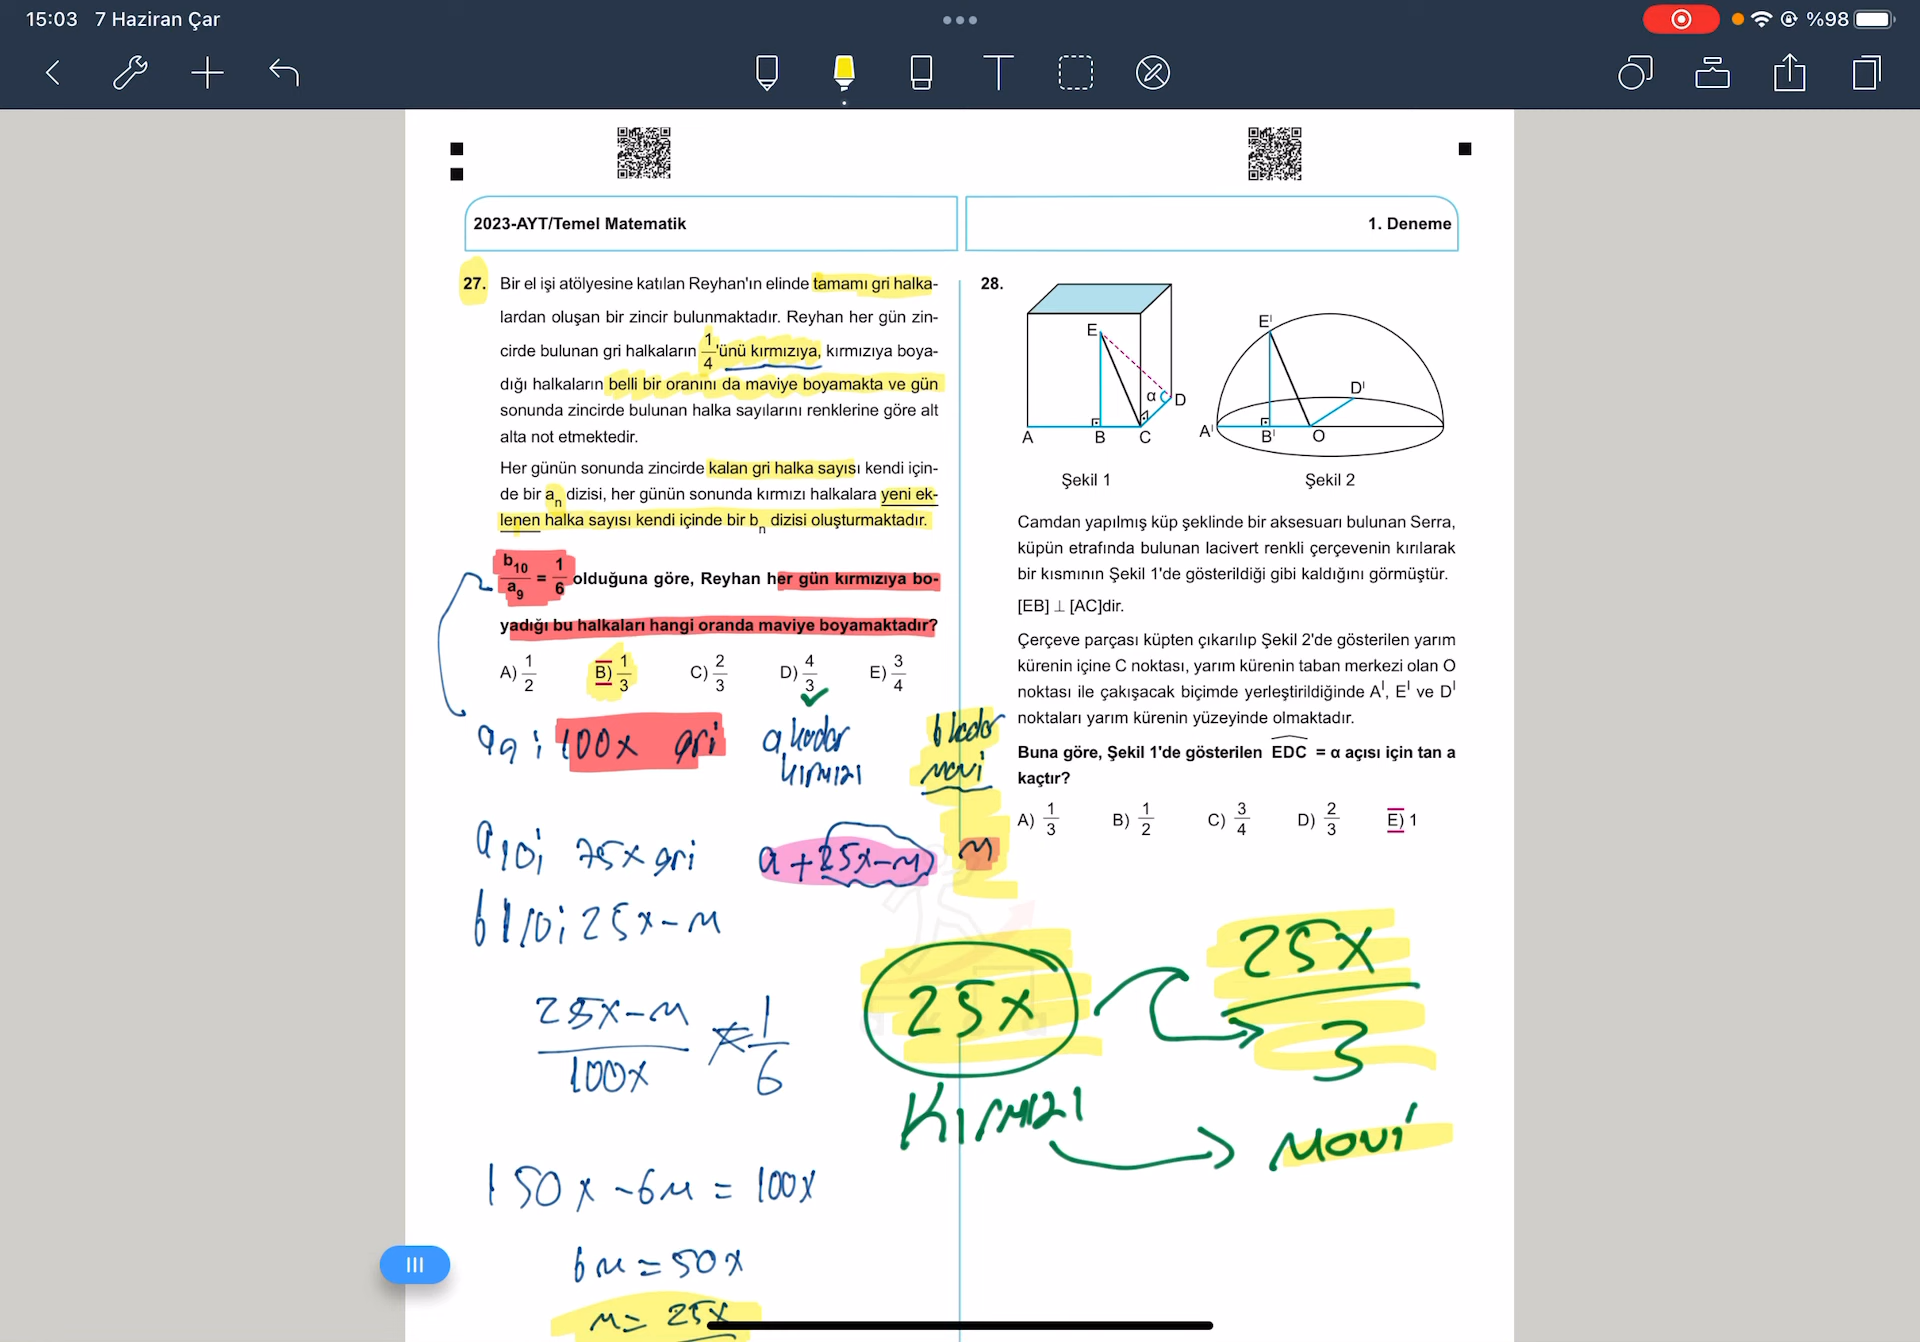 15:03 7 Haziran Çar
%98
2023-AYT/Temel Matematik
1. Deneme
27. Bir el işi atölyesine katılan Reyhan'ın elinde tamamı gri halka-
lardan oluşan bir zincir bulunmaktadır. Reyhan her gün zin-
cirde bulunan gri halkaların 1/4'ünü kırmızıya, kırmızıya boya-
dığı halkaların belli bir oranını da maviye boyamakta ve gün
sonunda zincirde bulunan halka sayılarını renklerine göre alt
alta not etmektedir.
Her günün sonunda zincirde kalan gri halka sayısı kendi için-
de bir aₙ dizisi, her günün sonunda kırmızı halkalara yeni ek-
lenen halka sayısı kendi içinde bir bₙ dizisi oluşturmaktadır.
b₁₀/a₉ = 1/6 olduğuna göre, Reyhan her gün kırmızıya bo-
yadığı bu halkaları hangi oranda maviye boyamaktadır?
A) 1/2 B) 1/3 C) 2/3 D) 4/3 E) 3/4
a₉ : 100x gri a kadar kırmızı b kadar mavi
a₁₀ : 75x gri a+25x-m m
b₁₀ : 25x-m
25x-m/100x = 1/6
150x-6m = 100x
6m = 50x
m = 25x
25x
Kırmızı
25x/3
mavi
28.
E
α
D
A B C
Şekil 1
Eᴵ
Dᴵ
Aᴵ Bᴵ O
Şekil 2
Camdan yapılmış küp şeklinde bir aksesuarı bulunan Serra,
küpün etrafında bulunan lacivert renkli çerçevenin kırılarak
bir kısmının Şekil 1'de gösterildiği gibi kaldığını görmüştür.
[EB] ⊥ [AC]dir.
Çerçeve parçası küpten çıkarılıp Şekil 2'de gösterilen yarım
kürenin içine C noktası, yarım kürenin taban merkezi olan O
noktası ile çakışacak biçimde yerleştirildiğinde Aᴵ, Eᴵ ve Dᴵ
noktaları yarım kürenin yüzeyinde olmaktadır.
Buna göre, Şekil 1'de gösterilen EDC = α açısı için tan a
kaçtır?
A) 1/3 B) 1/2 C) 3/4 D) 2/3 E) 1